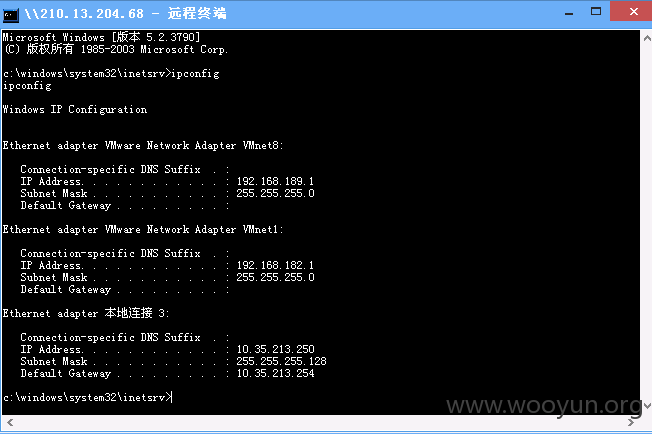 \\210.13.204.68 - 远程终端
Microsoft Windows [版本 5.2.3790]
(C) 版权所有 1985-2003 Microsoft Corp.
c:\windows\system32\inetsrv>ipconfig
ipconfig
Windows IP Configuration
Ethernet adapter VMware Network Adapter VMnet8:
Connection-specific DNS Suffix . :
IP Address. . . . . . . . . . . . : 192.168.189.1
Subnet Mask . . . . . . . . . . . : 255.255.255.0
Default Gateway . . . . . . . . . :
Ethernet adapter VMware Network Adapter VMnet1:
Connection-specific DNS Suffix . :
IP Address. . . . . . . . . . . . : 192.168.182.1
Subnet Mask . . . . . . . . . . . : 255.255.255.0
Default Gateway . . . . . . . . . :
Ethernet adapter 本地连接 3:
Connection-specific DNS Suffix . :
IP Address. . . . . . . . . . . . : 10.35.213.250
Subnet Mask . . . . . . . . . . . : 255.255.255.128
Default Gateway . . . . . . . . . : 10.35.213.254
c:\windows\system32\inetsrv>
www.wooyun.org